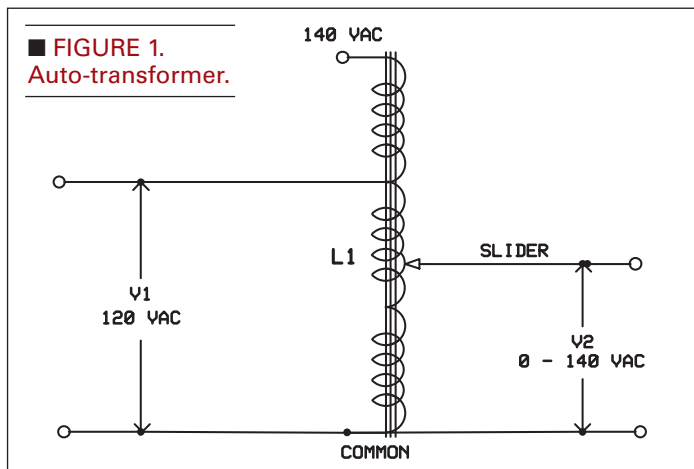 ■ FIGURE 1.
Auto-transformer.
140 VAC
L1
SLIDER
V1
120 VAC
V2
0 - 140 VAC
COMMON